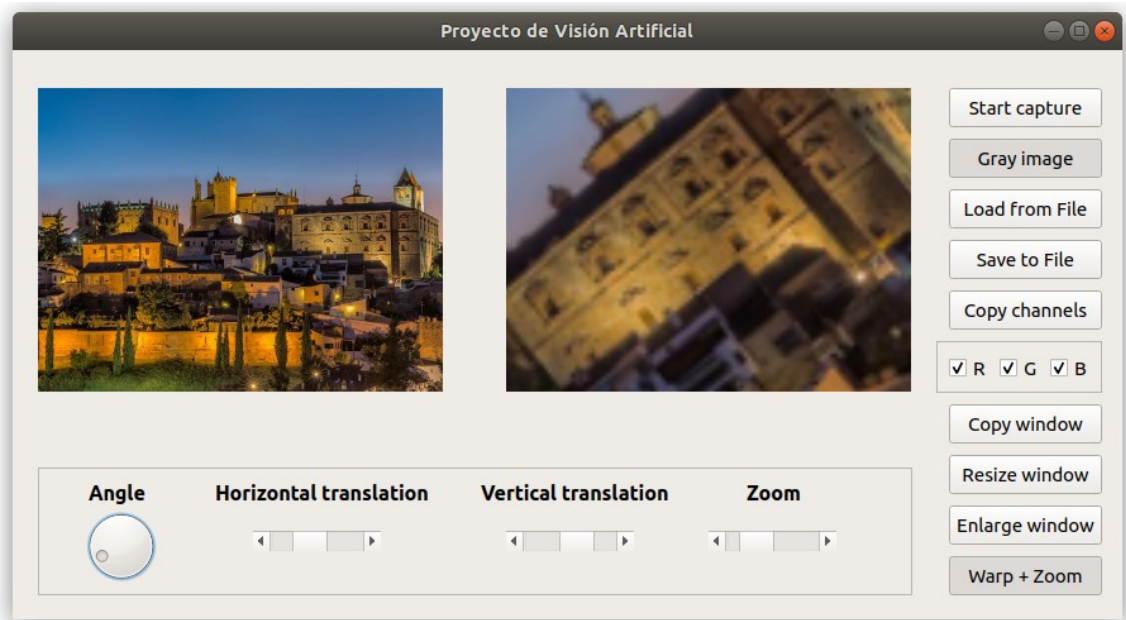 Proyecto de Visión Artificial
Start capture
Gray image
Load from File
Save to File
Copy channels
R G B
Copy window
Resize window
Enlarge window
Warp + Zoom
Angle Horizontal translation Vertical translation Zoom